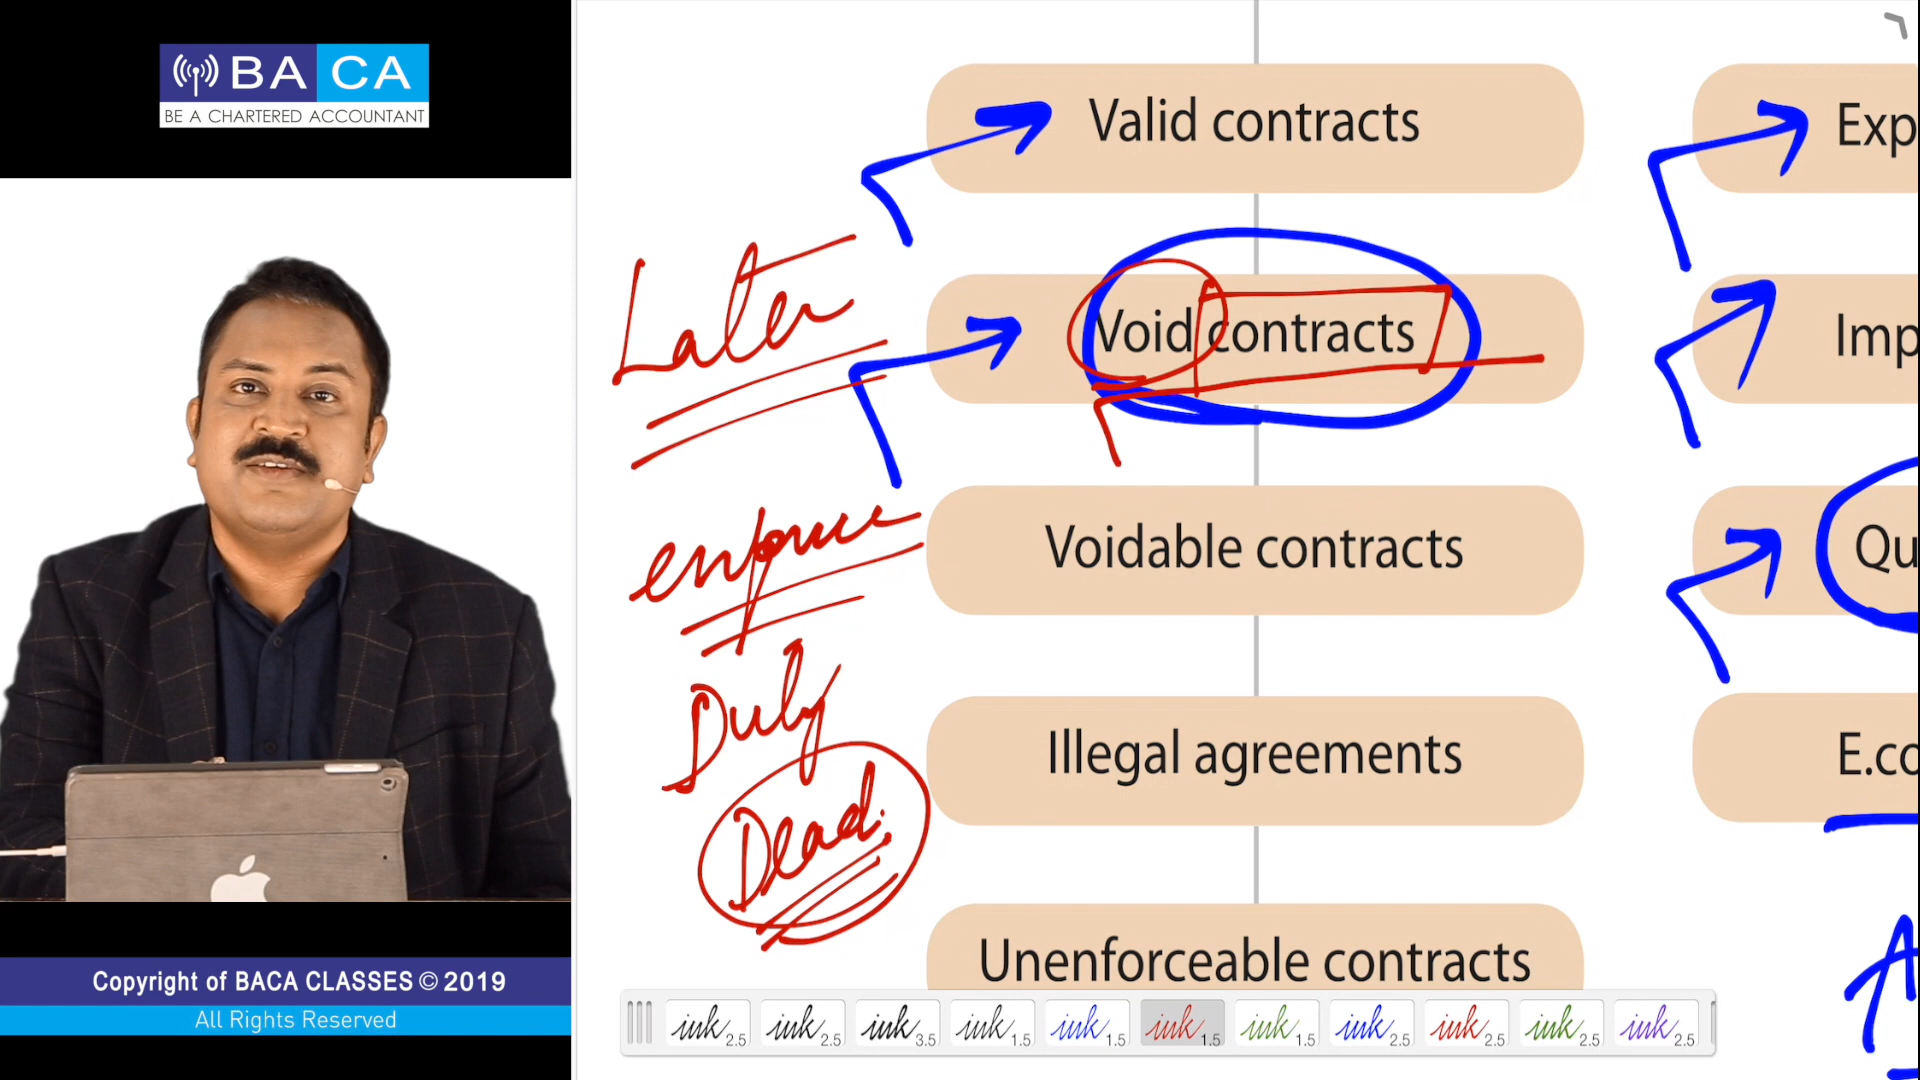 BA CA
BE A CHARTERED ACCOUNTANT
Valid contracts
Exp
Later
Void contracts
Imp
enforce
Voidable contracts
Qu
Duly
Illegal agreements
E.co
Dead.
Unenforceable contracts
A
Copyright of BACA CLASSES © 2019
All Rights Reserved
ink 2.5 ink 2.5 ink 3.5 ink 1.5 ink 1.5 ink 1.5 ink 1.5 ink 2.5 ink 2.5 ink 2.5 ink 2.5